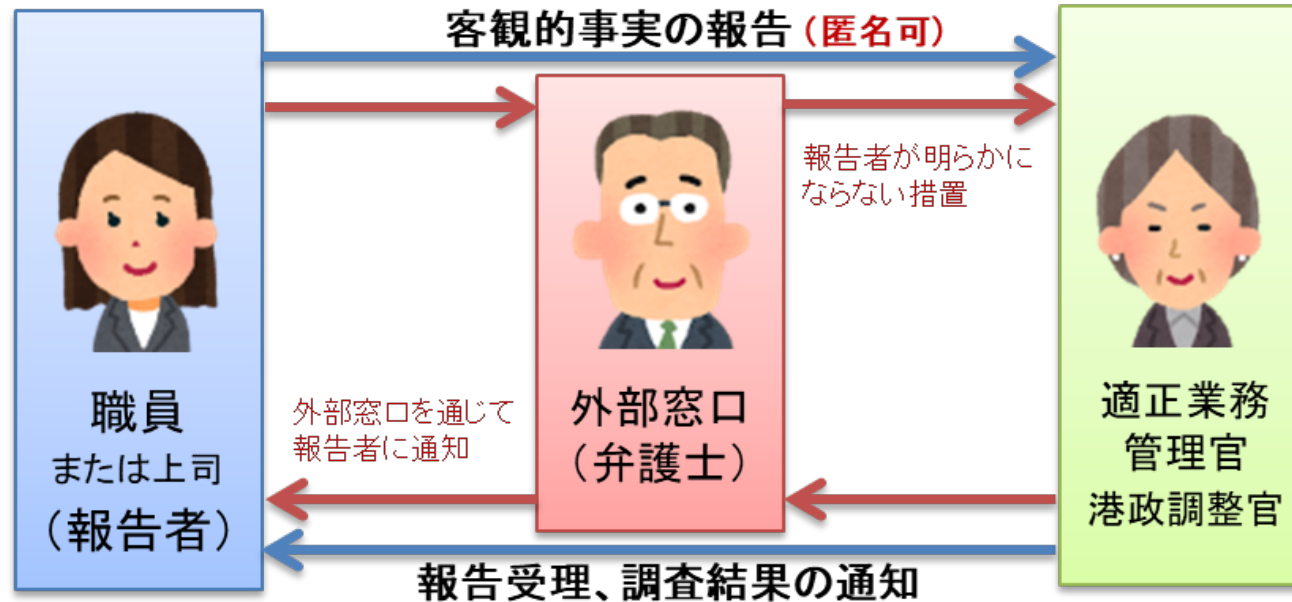 客観的事実の報告（匿名可）
報告者が明らかに
ならない措置
職員
または上司
（報告者）
外部窓口を通じて
報告者に通知
外部窓口
（弁護士）
適正業務
管理官
港政調整官
報告受理、調査結果の通知